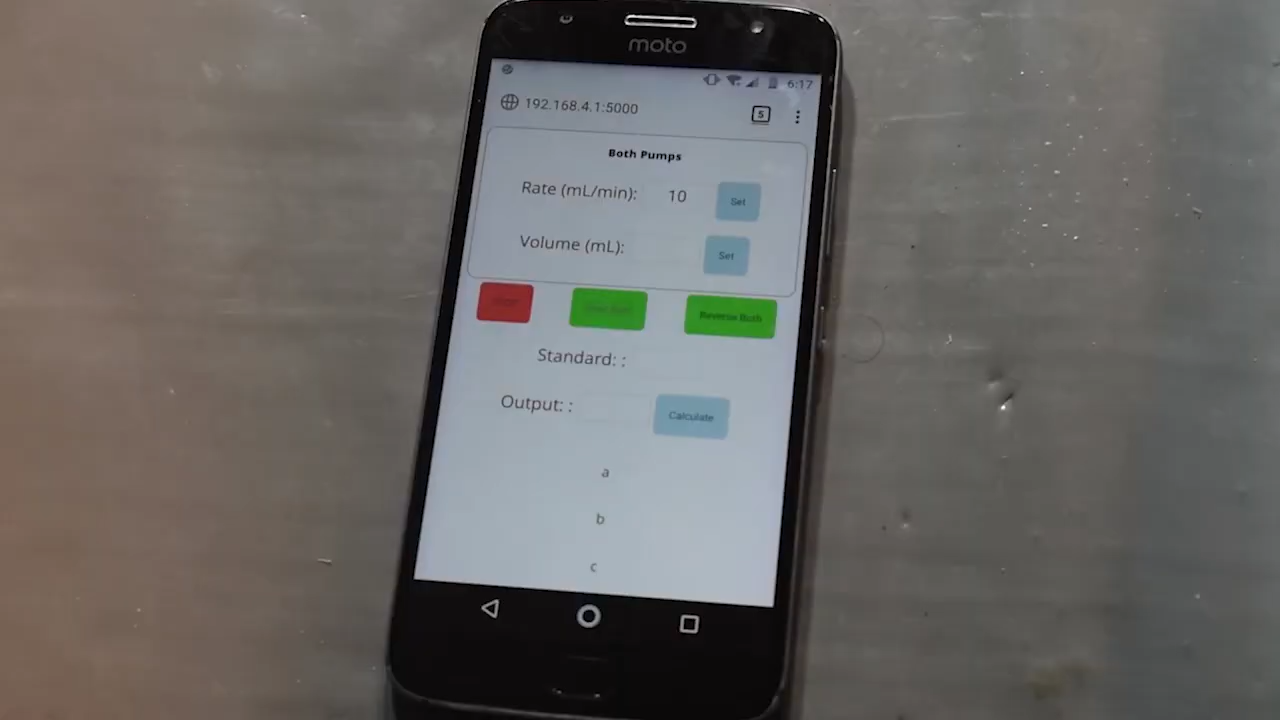 moto
6:17
192.168.4.1:5000
5
Both Pumps
Rate (mL/min): 10 Set
Volume (mL): Set
Reverse Both
Standard: :
Output: : Calculate
a
b
c